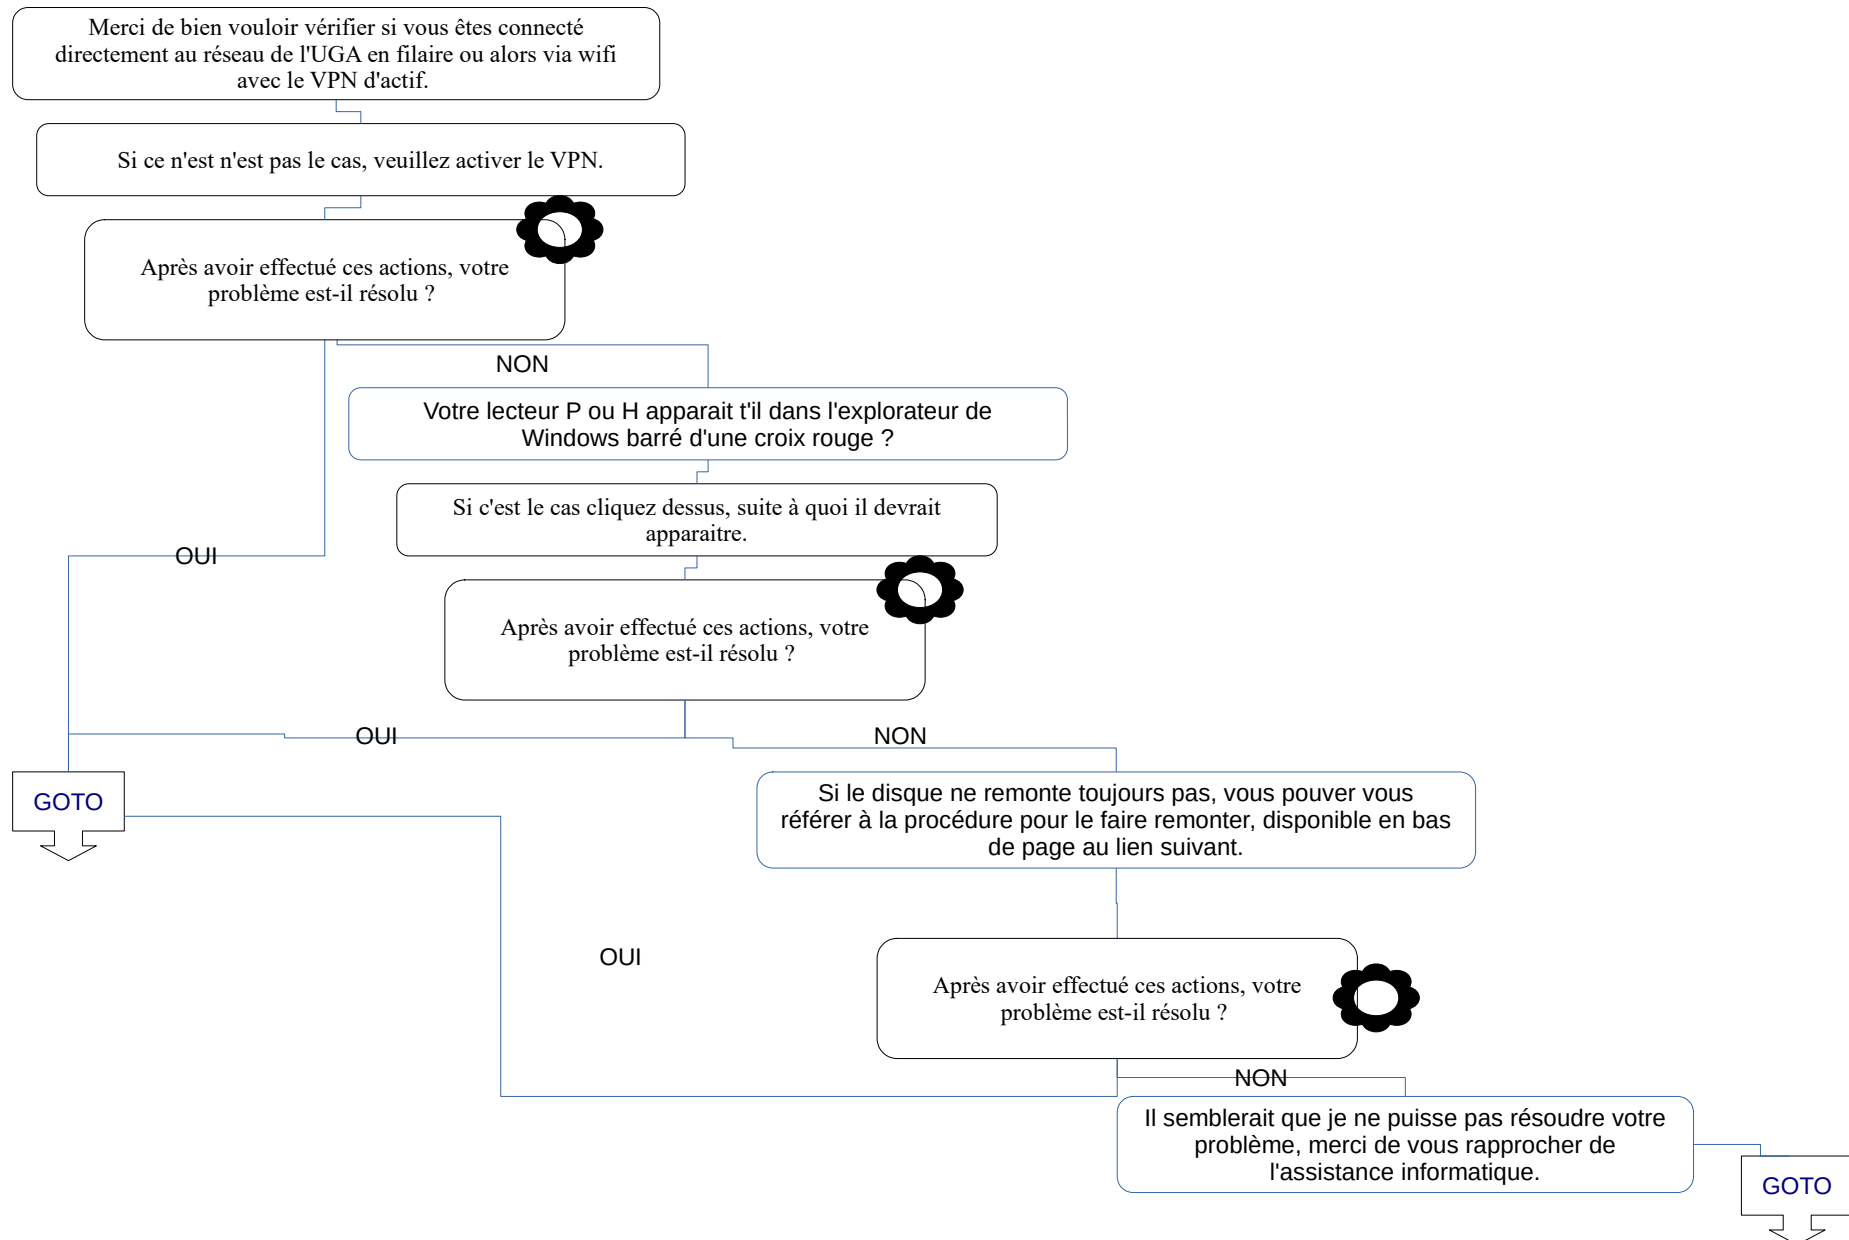 Merci de bien vouloir vérifier si vous êtes connecté
directement au réseau de l'UGA en filaire ou alors via wifi
avec le VPN d'actif.
Si ce n'est n'est pas le cas, veuillez activer le VPN.
Après avoir effectué ces actions, votre
problème est-il résolu ?
NON
Votre lecteur P ou H apparait t'il dans l'explorateur de
Windows barré d'une croix rouge ?
Si c'est le cas cliquez dessus, suite à quoi il devrait
apparaitre.
OUI
Après avoir effectué ces actions, votre
problème est-il résolu ?
OUI
NON
GOTO
Si le disque ne remonte toujours pas, vous pouver vous
référer à la procédure pour le faire remonter, disponible en bas
de page au lien suivant.
OUI
Après avoir effectué ces actions, votre
problème est-il résolu ?
NON
Il semblerait que je ne puisse pas résoudre votre
problème, merci de vous rapprocher de
l'assistance informatique.
GOTO